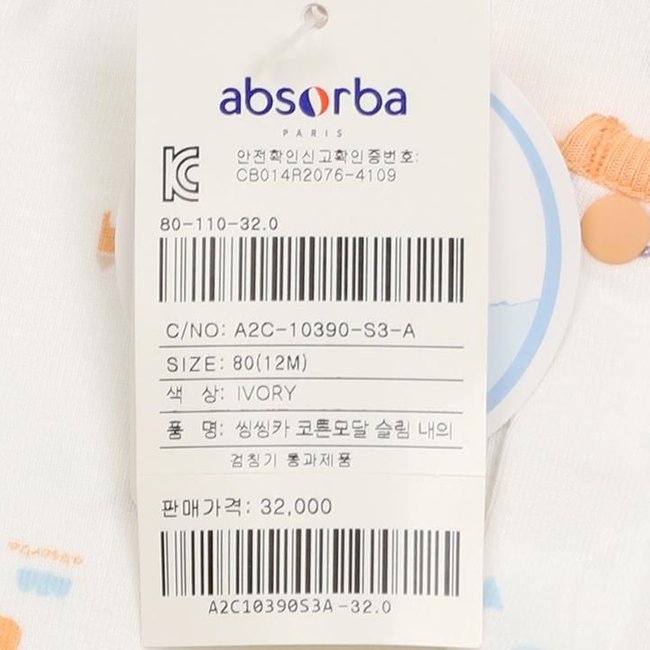 absorba
PARIS
안전확인신고확인증번호:
CB014R2076-4109
80-110-32.0
C/NO: A2C-10390-S3-A
SIZE: 80(12M)
색 상: IVORY
품 명: 씽씽카 코튼모달 슬림 내의
검침기 통과제품
판매가격: 32,000
A2C10390S3A-32.0
absorba